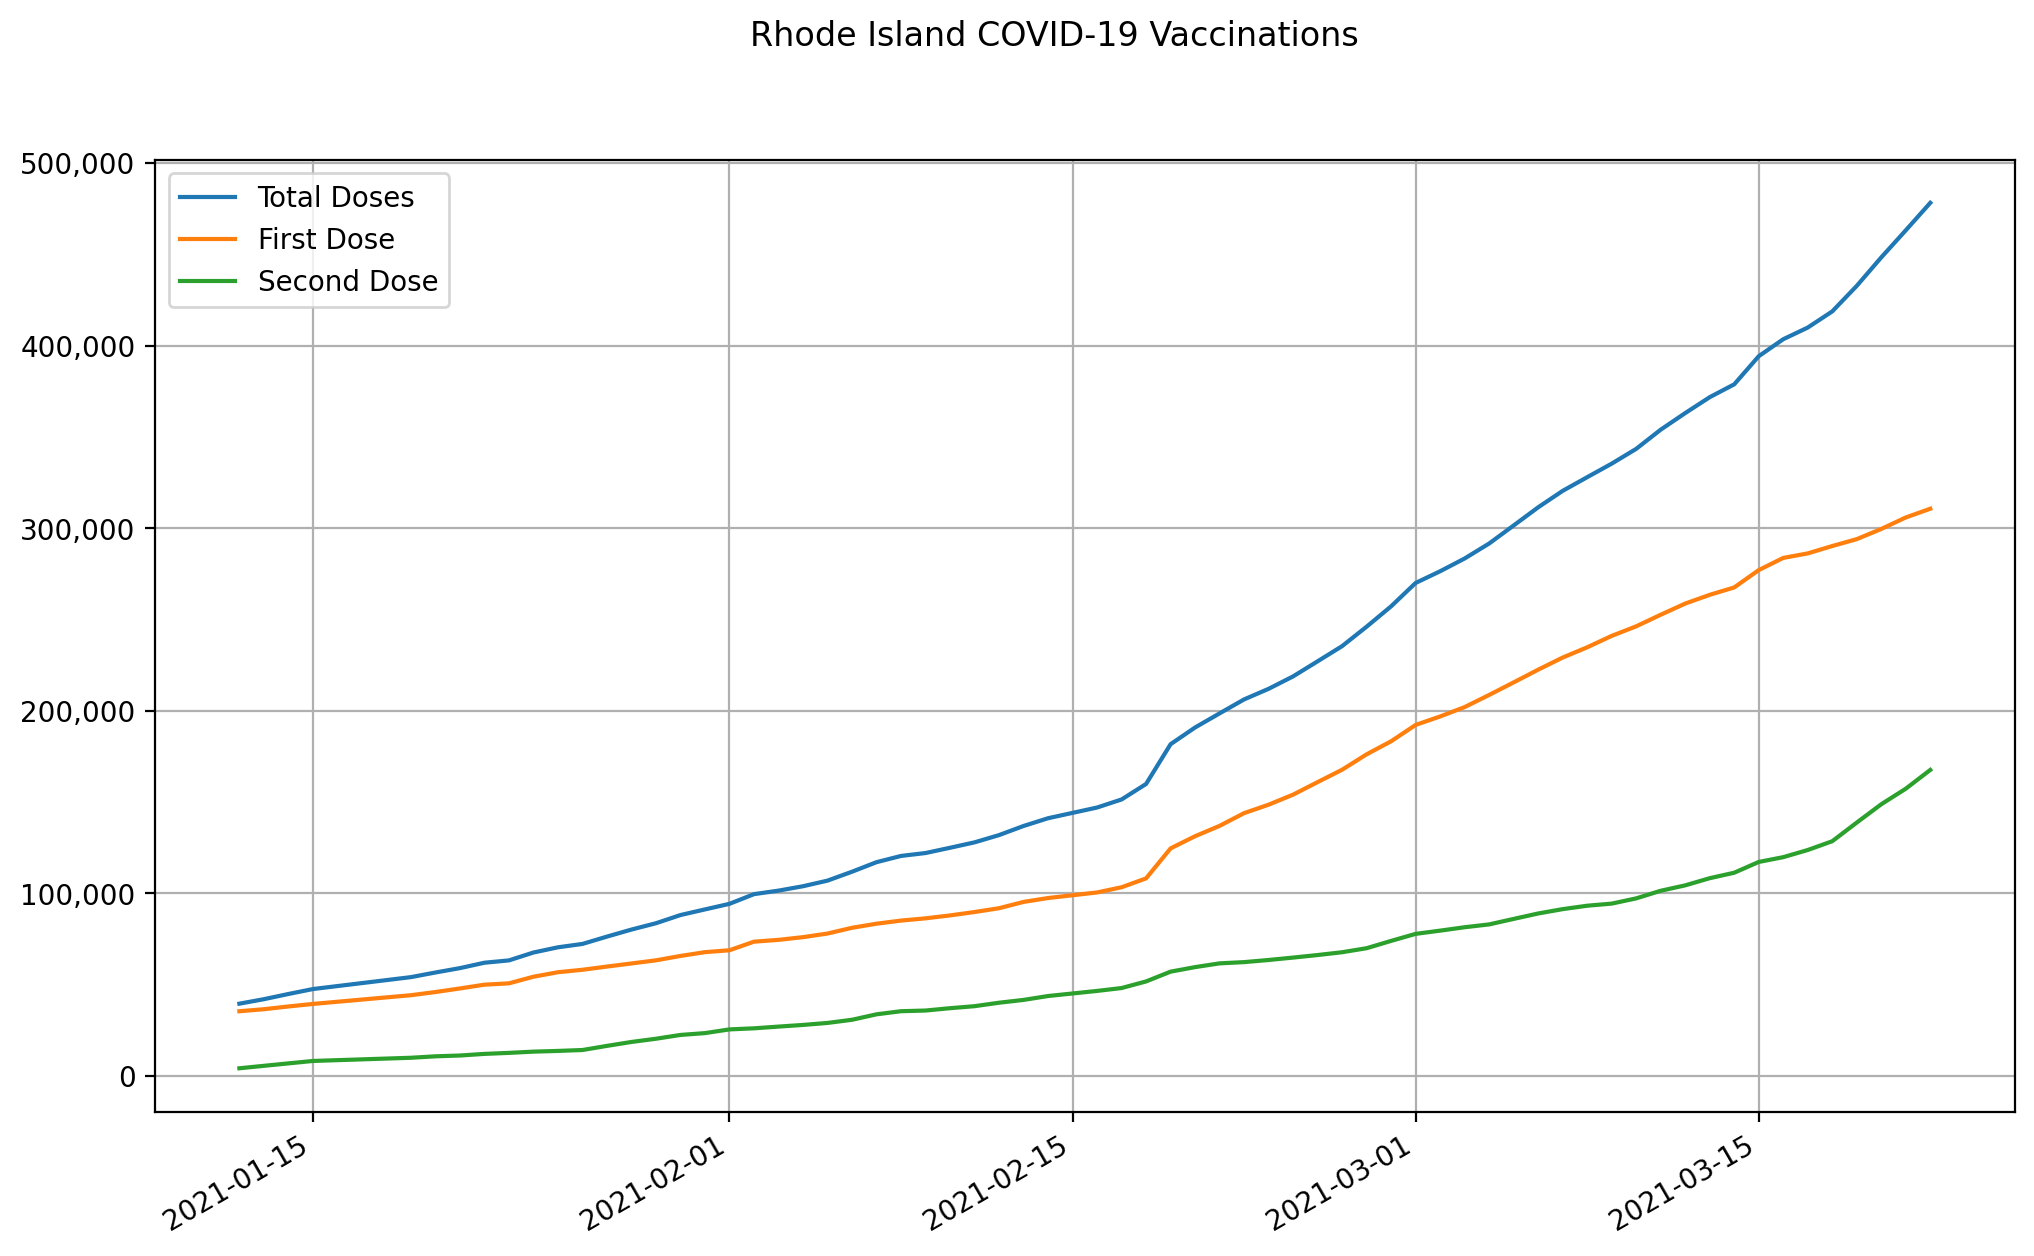 Rhode Island COVID-19 Vaccinations
500,000
400,000
300,000
200,000
100,000
0
Total Doses
First Dose
Second Dose
2021-01-15
2021-02-01
2021-02-15
2021-03-01
2021-03-15